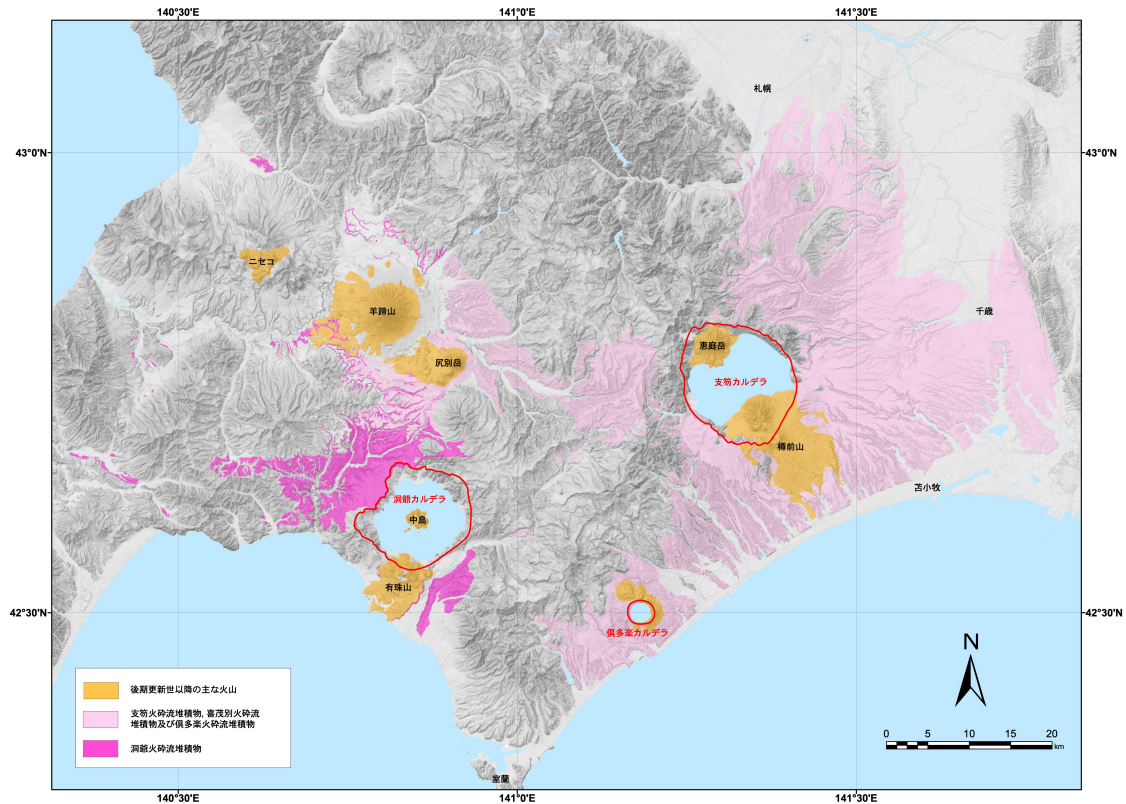 140°30'E
141°0'E
141°30'E
札幌
43°0'N
43°0'N
ニセコ
羊蹄山
千歳
恵庭岳
尻別岳
支笏カルデラ
樽前山
苫小牧
洞爺カルデラ
中島
有珠山
42°30'N
42°30'N
倶多楽カルデラ
N
後期更新世以降の主な火山
支笏火砕流堆積物, 喜茂別火砕流
堆積物及び倶多楽火砕流堆積物
洞爺火砕流堆積物
0 5 10 15 20
km
室蘭
140°30'E
141°0'E
141°30'E